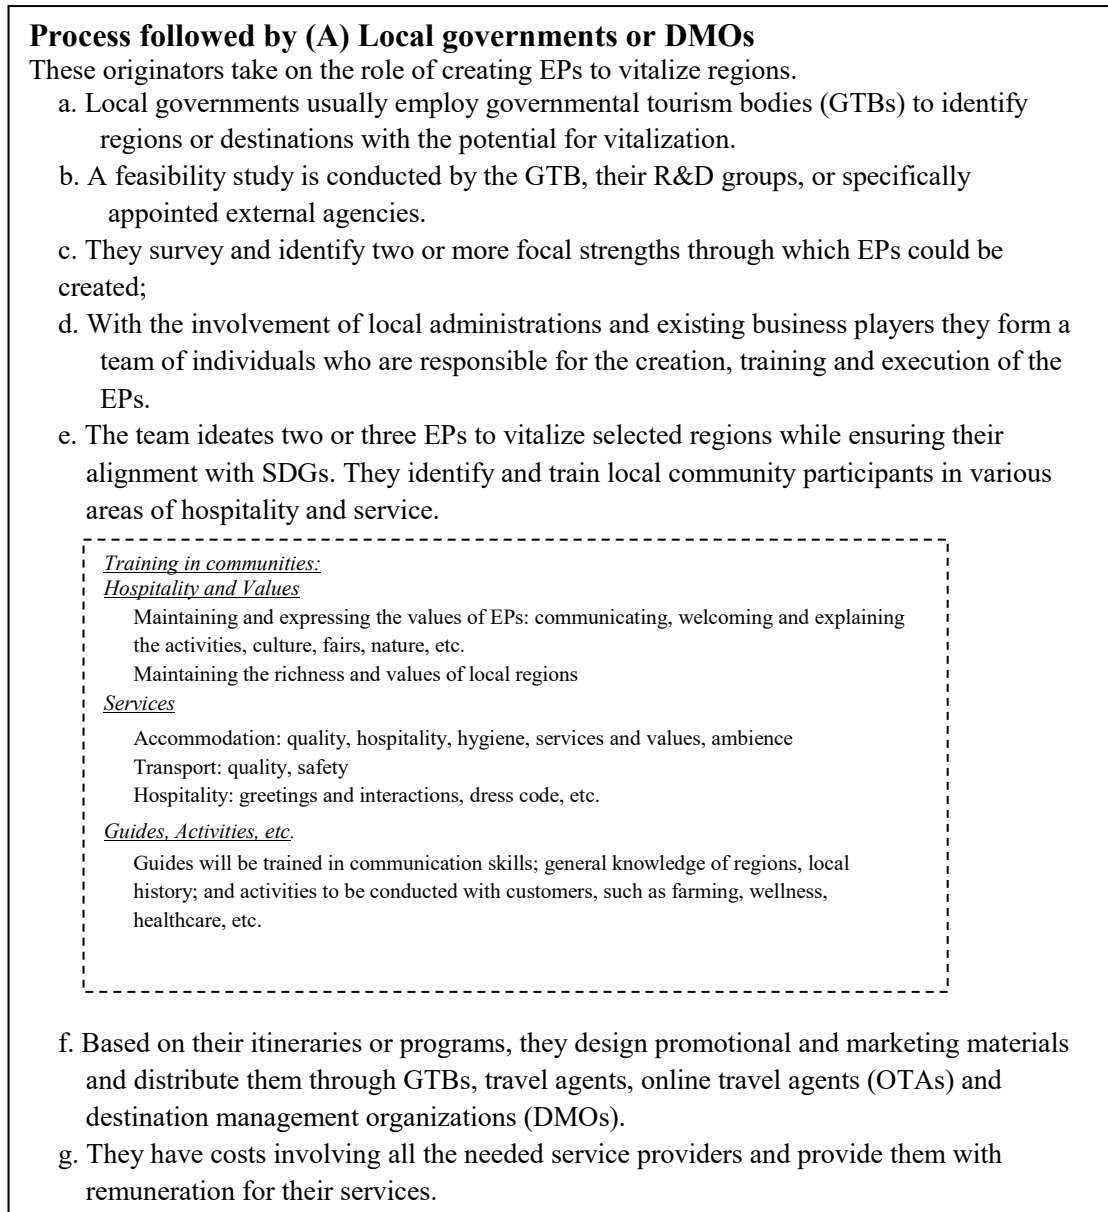 Process followed by (A) Local governments or DMOs
These originators take on the role of creating EPs to vitalize regions.
a. Local governments usually employ governmental tourism bodies (GTBs) to identify
regions or destinations with the potential for vitalization.
b. A feasibility study is conducted by the GTB, their R&D groups, or specifically
appointed external agencies.
c. They survey and identify two or more focal strengths through which EPs could be
created;
d. With the involvement of local administrations and existing business players they form a
team of individuals who are responsible for the creation, training and execution of the
EPs.
e. The team ideates two or three EPs to vitalize selected regions while ensuring their
alignment with SDGs. They identify and train local community participants in various
areas of hospitality and service.
Training in communities:
Hospitality and Values
Maintaining and expressing the values of EPs: communicating, welcoming and explaining
the activities, culture, fairs, nature, etc.
Maintaining the richness and values of local regions
Services
Accommodation: quality, hospitality, hygiene, services and values, ambience
Transport: quality, safety
Hospitality: greetings and interactions, dress code, etc.
Guides, Activities, etc.
Guides will be trained in communication skills; general knowledge of regions, local
history; and activities to be conducted with customers, such as farming, wellness,
healthcare, etc.
f. Based on their itineraries or programs, they design promotional and marketing materials
and distribute them through GTBs, travel agents, online travel agents (OTAs) and
destination management organizations (DMOs).
g. They have costs involving all the needed service providers and provide them with
remuneration for their services.